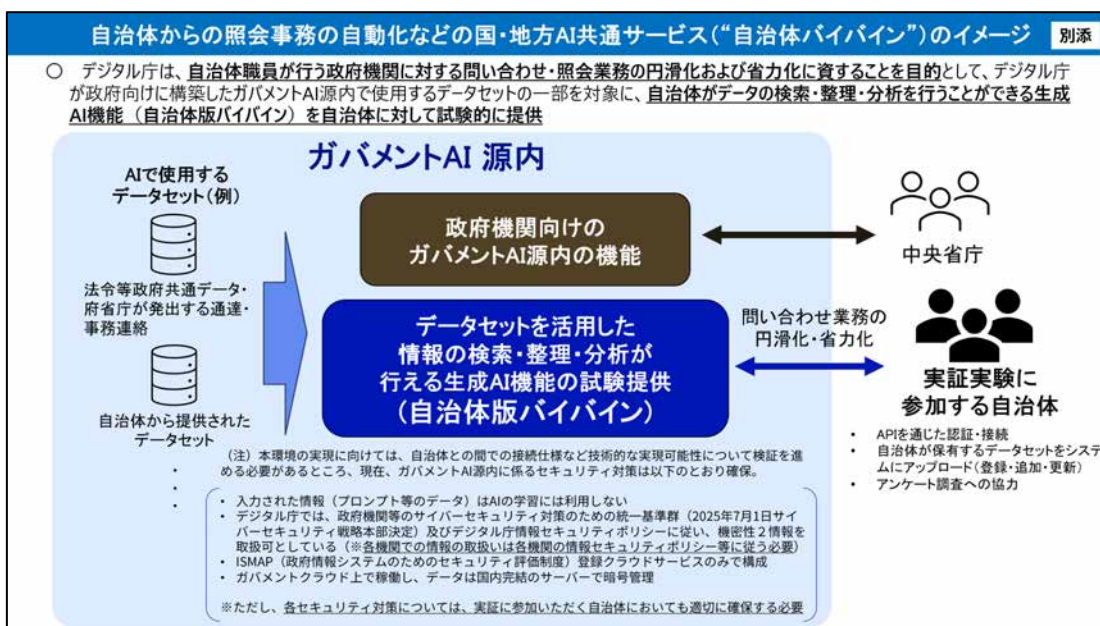 自治体からの照会事務の自動化などの国・地方AI共通サービス(“自治体バイバイン”)のイメージ
別添
○ デジタル庁は、自治体職員が行う政府機関に対する問い合わせ・照会業務の円滑化および省力化に資することを目的として、デジタル庁
が政府向けに構築したガバメントAI源内で使用するデータセットの一部を対象に、自治体がデータの検索・整理・分析を行うことができる生成
AI機能（自治体版バイバイン）を自治体に対して試験的に提供
ガバメントAI 源内
AIで使用する
データセット(例)
法令等政府共通データ・
府省庁が発出する通達・
事務連絡
自治体から提供された
データセット
・
・
・
政府機関向けの
ガバメントAI源内の機能
データセットを活用した
情報の検索・整理・分析が
行える生成AI機能の試験提供
(自治体版バイバイン)
中央省庁
問い合わせ業務の
円滑化・省力化
実証実験に
参加する自治体
• APIを通じた認証・接続
• 自治体が保有するデータセットをシステ
ムにアップロード(登録・追加・更新)
• アンケート調査への協力
（注）本環境の実現に向けては、自治体との間での接続仕様など技術的な実現可能性について検証を進
める必要があるところ、現在、ガバメントAI源内に係るセキュリティ対策は以下のとおり確保。
• 入力された情報（プロンプト等のデータ）はAIの学習には利用しない
• デジタル庁では、政府機関等のサイバーセキュリティ対策のための統一基準群（2025年7月1日サイ
バーセキュリティ戦略本部決定）及びデジタル庁情報セキュリティポリシーに従い、機密性２情報を
取扱可としている（※各機関での情報の取扱いは各機関の情報セキュリティポリシー等に従う必要）
• ISMAP（政府情報システムのためのセキュリティ評価制度）登録クラウドサービスのみで構成
• ガバメントクラウド上で稼働し、データは国内完結のサーバーで暗号管理
※ただし、各セキュリティ対策については、実証に参加いただく自治体においても適切に確保する必要